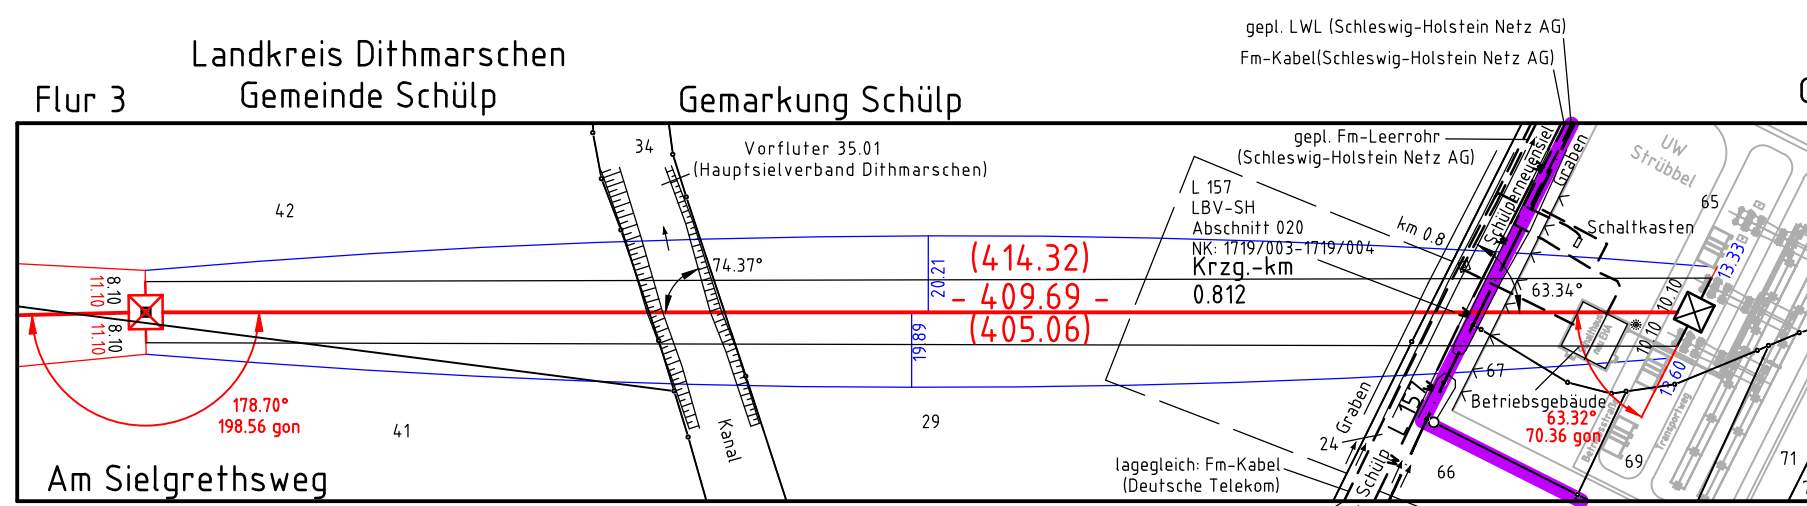 gepl. LWL (Schleswig-Holstein Netz AG)
Fm-Kabel(Schleswig-Holstein Netz AG)
Landkreis Dithmarschen
Flur 3
Gemeinde Schülp
Gemarkung Schülp
34
Vorfluter 35.01
(Hauptsielverband Dithmarschen)
gepl. Fm-Leerrohr
(Schleswig-Holstein Netz AG)
Schülperneuensiel
Graben
UW
Strübbel
42
L 157
LBV-SH
Abschnitt 020
NK: 1719/003-1719/004
Krzg.-km
0.812
km 0.8
65
Schaltkasten
8.10
11.10
8.10
11.10
74.37°
20.21
(414.32)
- 409.69 -
(405.06)
19.89
63.34°
13.33
10.10
10.10
13.60
178.70°
198.56 gon
41
Kanal
29
Graben
L 157
67
Betriebsgebäude
63.32°
70.36 gon
Betriebsstraße
Transportweg
24
Schülp
lagegleich: Fm-Kabel
(Deutsche Telekom)
66
69
71
Am Sielgrethsweg